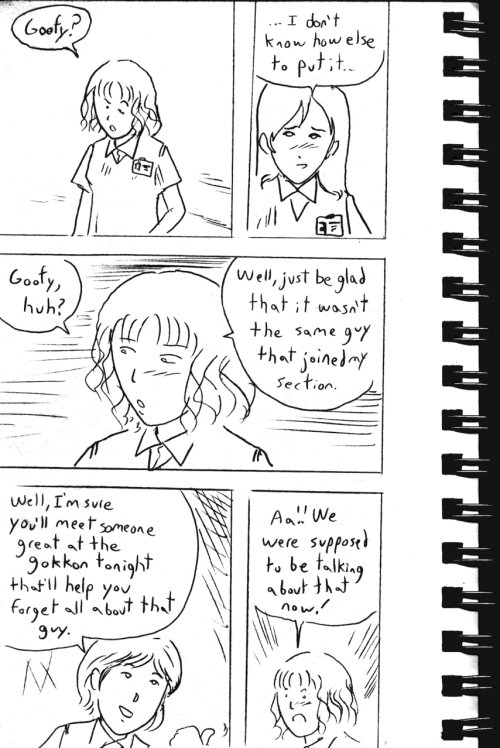 Goofy?
...I don't
know how else
to put it...
Goofy,
huh?
Well, just be glad
that it wasn't
the same guy
that joined my
section.
Well, I'm sure
you'll meet someone
great at the
gokkon tonight
that'll help you
forget all about that
guy.
Aa!! We
were supposed
to be talking
about that
now!